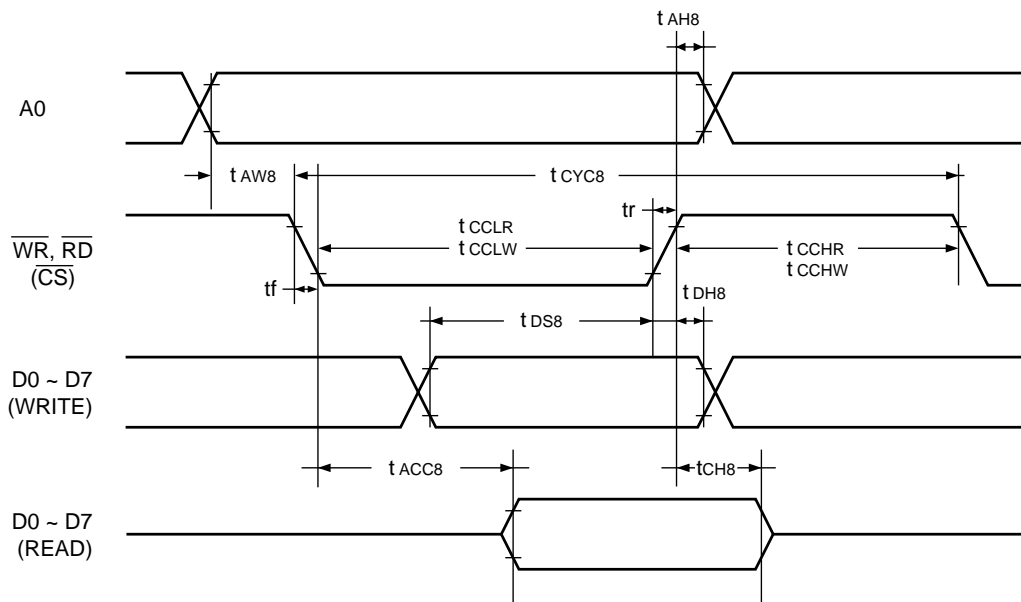 t AH8
A0
t AW8
t CYC8
WR, RD
(CS)
t CCLR
t CCLW
tr
t CCHR
t CCHW
tf
t DH8
t DS8
D0 ~ D7
(WRITE)
t ACC8
tCH8
D0 ~ D7
(READ)